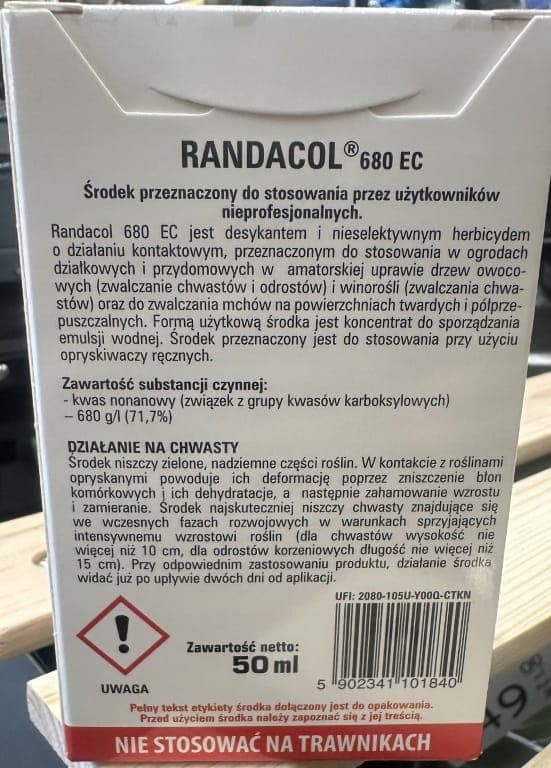 RANDACOL® 680 EC
Środek przeznaczony do stosowania przez użytkowników
nieprofesjonalnych.
Randacol 680 EC jest desykantem i nieselektywnym herbicydem
o działaniu kontaktowym, przeznaczonym do stosowania w ogrodach
działkowych i przydomowych w amatorskiej uprawie drzew owoco-
wych (zwalczanie chwastów i odrostów) i winorośli (zwalczania chwa-
stów) oraz do zwalczania mchów na powierzchniach twardych i półprze-
puszczalnych. Formą użytkową środka jest koncentrat do sporządzania
emulsji wodnej. Środek przeznaczony jest do stosowania przy użyciu
opryskiwaczy ręcznych.
Zawartość substancji czynnej:
- kwas nonanowy (związek z grupy kwasów karboksylowych)
– 680 g/l (71,7%)
DZIAŁANIE NA CHWASTY
Środek niszczy zielone, nadziemne części roślin. W kontakcie z roślinami
opryskanymi powoduje ich deformację poprzez zniszczenie błon
komórkowych i ich dehydratację, a następnie zahamowanie wzrostu
i zamieranie. Środek najskuteczniej niszczy chwasty znajdujące się
we wczesnych fazach rozwojowych w warunkach sprzyjających
intensywnemu wzrostowi roślin (dla chwastów wysokość nie
więcej niż 10 cm, dla odrostów korzeniowych długość nie więcej niż
15 cm). Przy odpowiednim zastosowaniu produktu, działanie środka
widać już po upływie dwóch dni od aplikacji.
UFI: 2080-105U-Y00Q-CTKN
Zawartość netto:
50 ml
5 902341 101840
UWAGA
Pełny tekst etykiety środka dołączony jest do opakowania.
Przed użyciem środka należy zapoznać się z jej treścią.
NIE STOSOWAĆ NA TRAWNIKACH